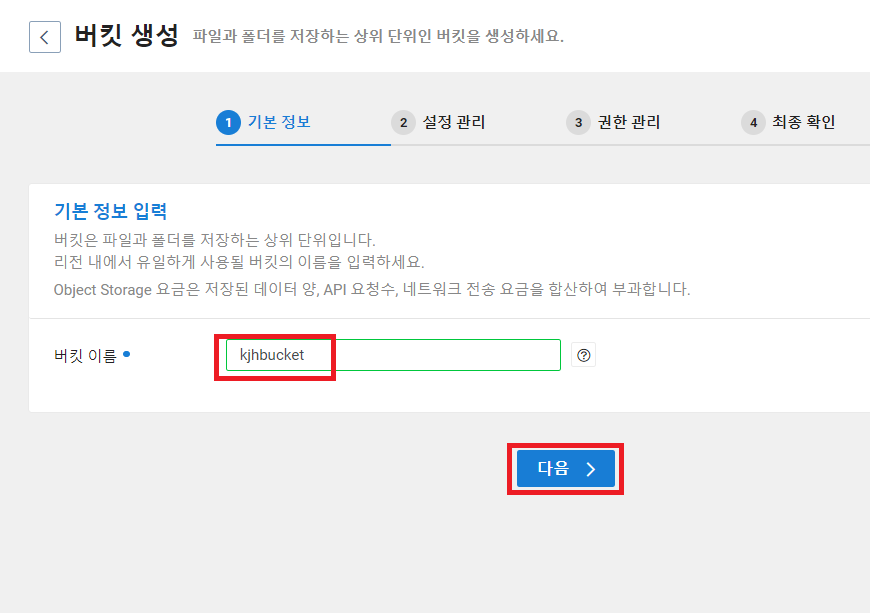 버킷 생성 파일과 폴더를 저장하는 상위 단위인 버킷을 생성하세요.
1 기본 정보 2 설정 관리 3 권한 관리 4 최종 확인
기본 정보 입력
버킷은 파일과 폴더를 저장하는 상위 단위입니다.
리전 내에서 유일하게 사용될 버킷의 이름을 입력하세요.
Object Storage 요금은 저장된 데이터 양, API 요청수, 네트워크 전송 요금을 합산하여 부과합니다.
버킷 이름 kjhbucket ?
다음